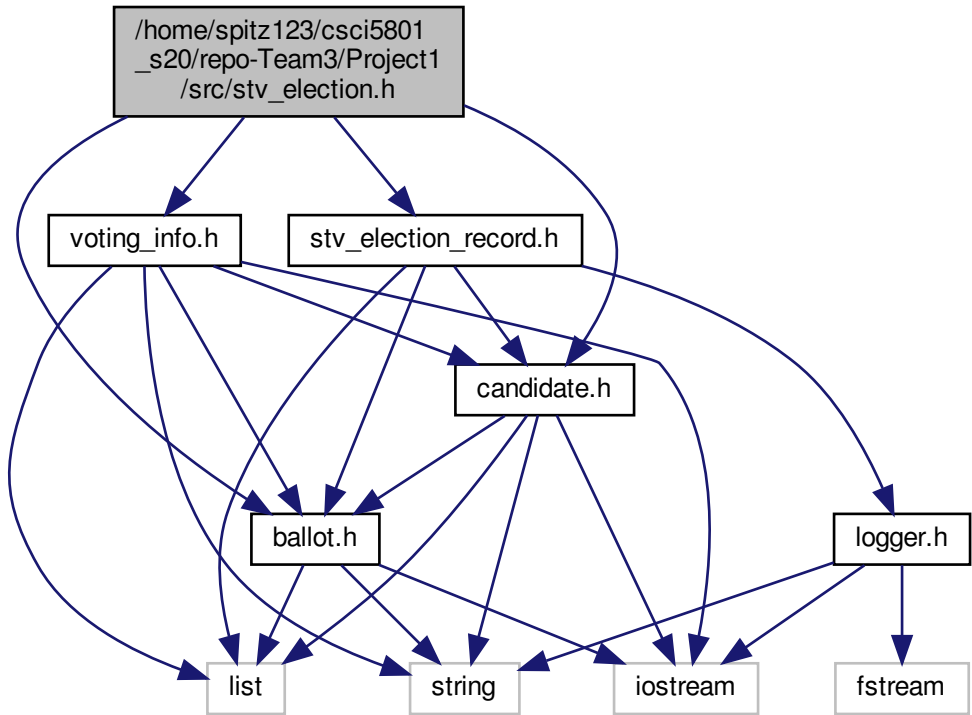 /home/spitz123/csci5801
_s20/repo-Team3/Project1
/src/stv_election.h
voting_info.h
stv_election_record.h
candidate.h
ballot.h
logger.h
list
string
iostream
fstream